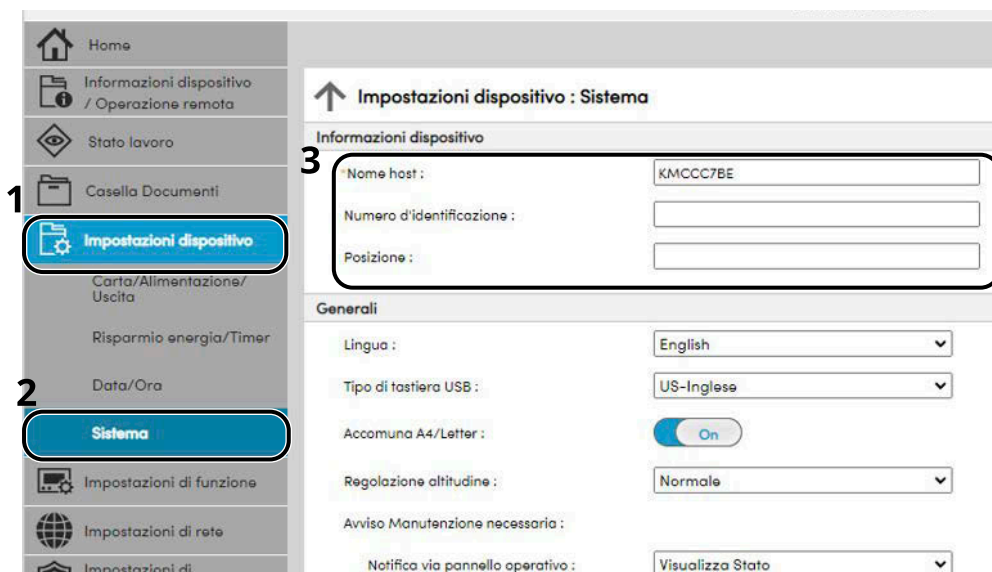 Home
Informazioni dispositivo
/ Operazione remota
Stato lavoro
Casella Documenti
1
Impostazioni dispositivo
Carta/Alimentazione/
Uscita
Risparmio energia/Timer
Data/Ora
2
Sistema
Impostazioni di funzione
Impostazioni di rete
Impostazioni di
Impostazioni dispositivo : Sistema
Informazioni dispositivo
3
*Nome host : KMCCC7BE
Numero d'identificazione :
Posizione :
Generali
Lingua : English
Tipo di tastiera USB : US-Inglese
Accomuna A4/Letter : On
Regolazione altitudine : Normale
Avviso Manutenzione necessaria :
Notifica via pannello operativo : Visualizza Stato